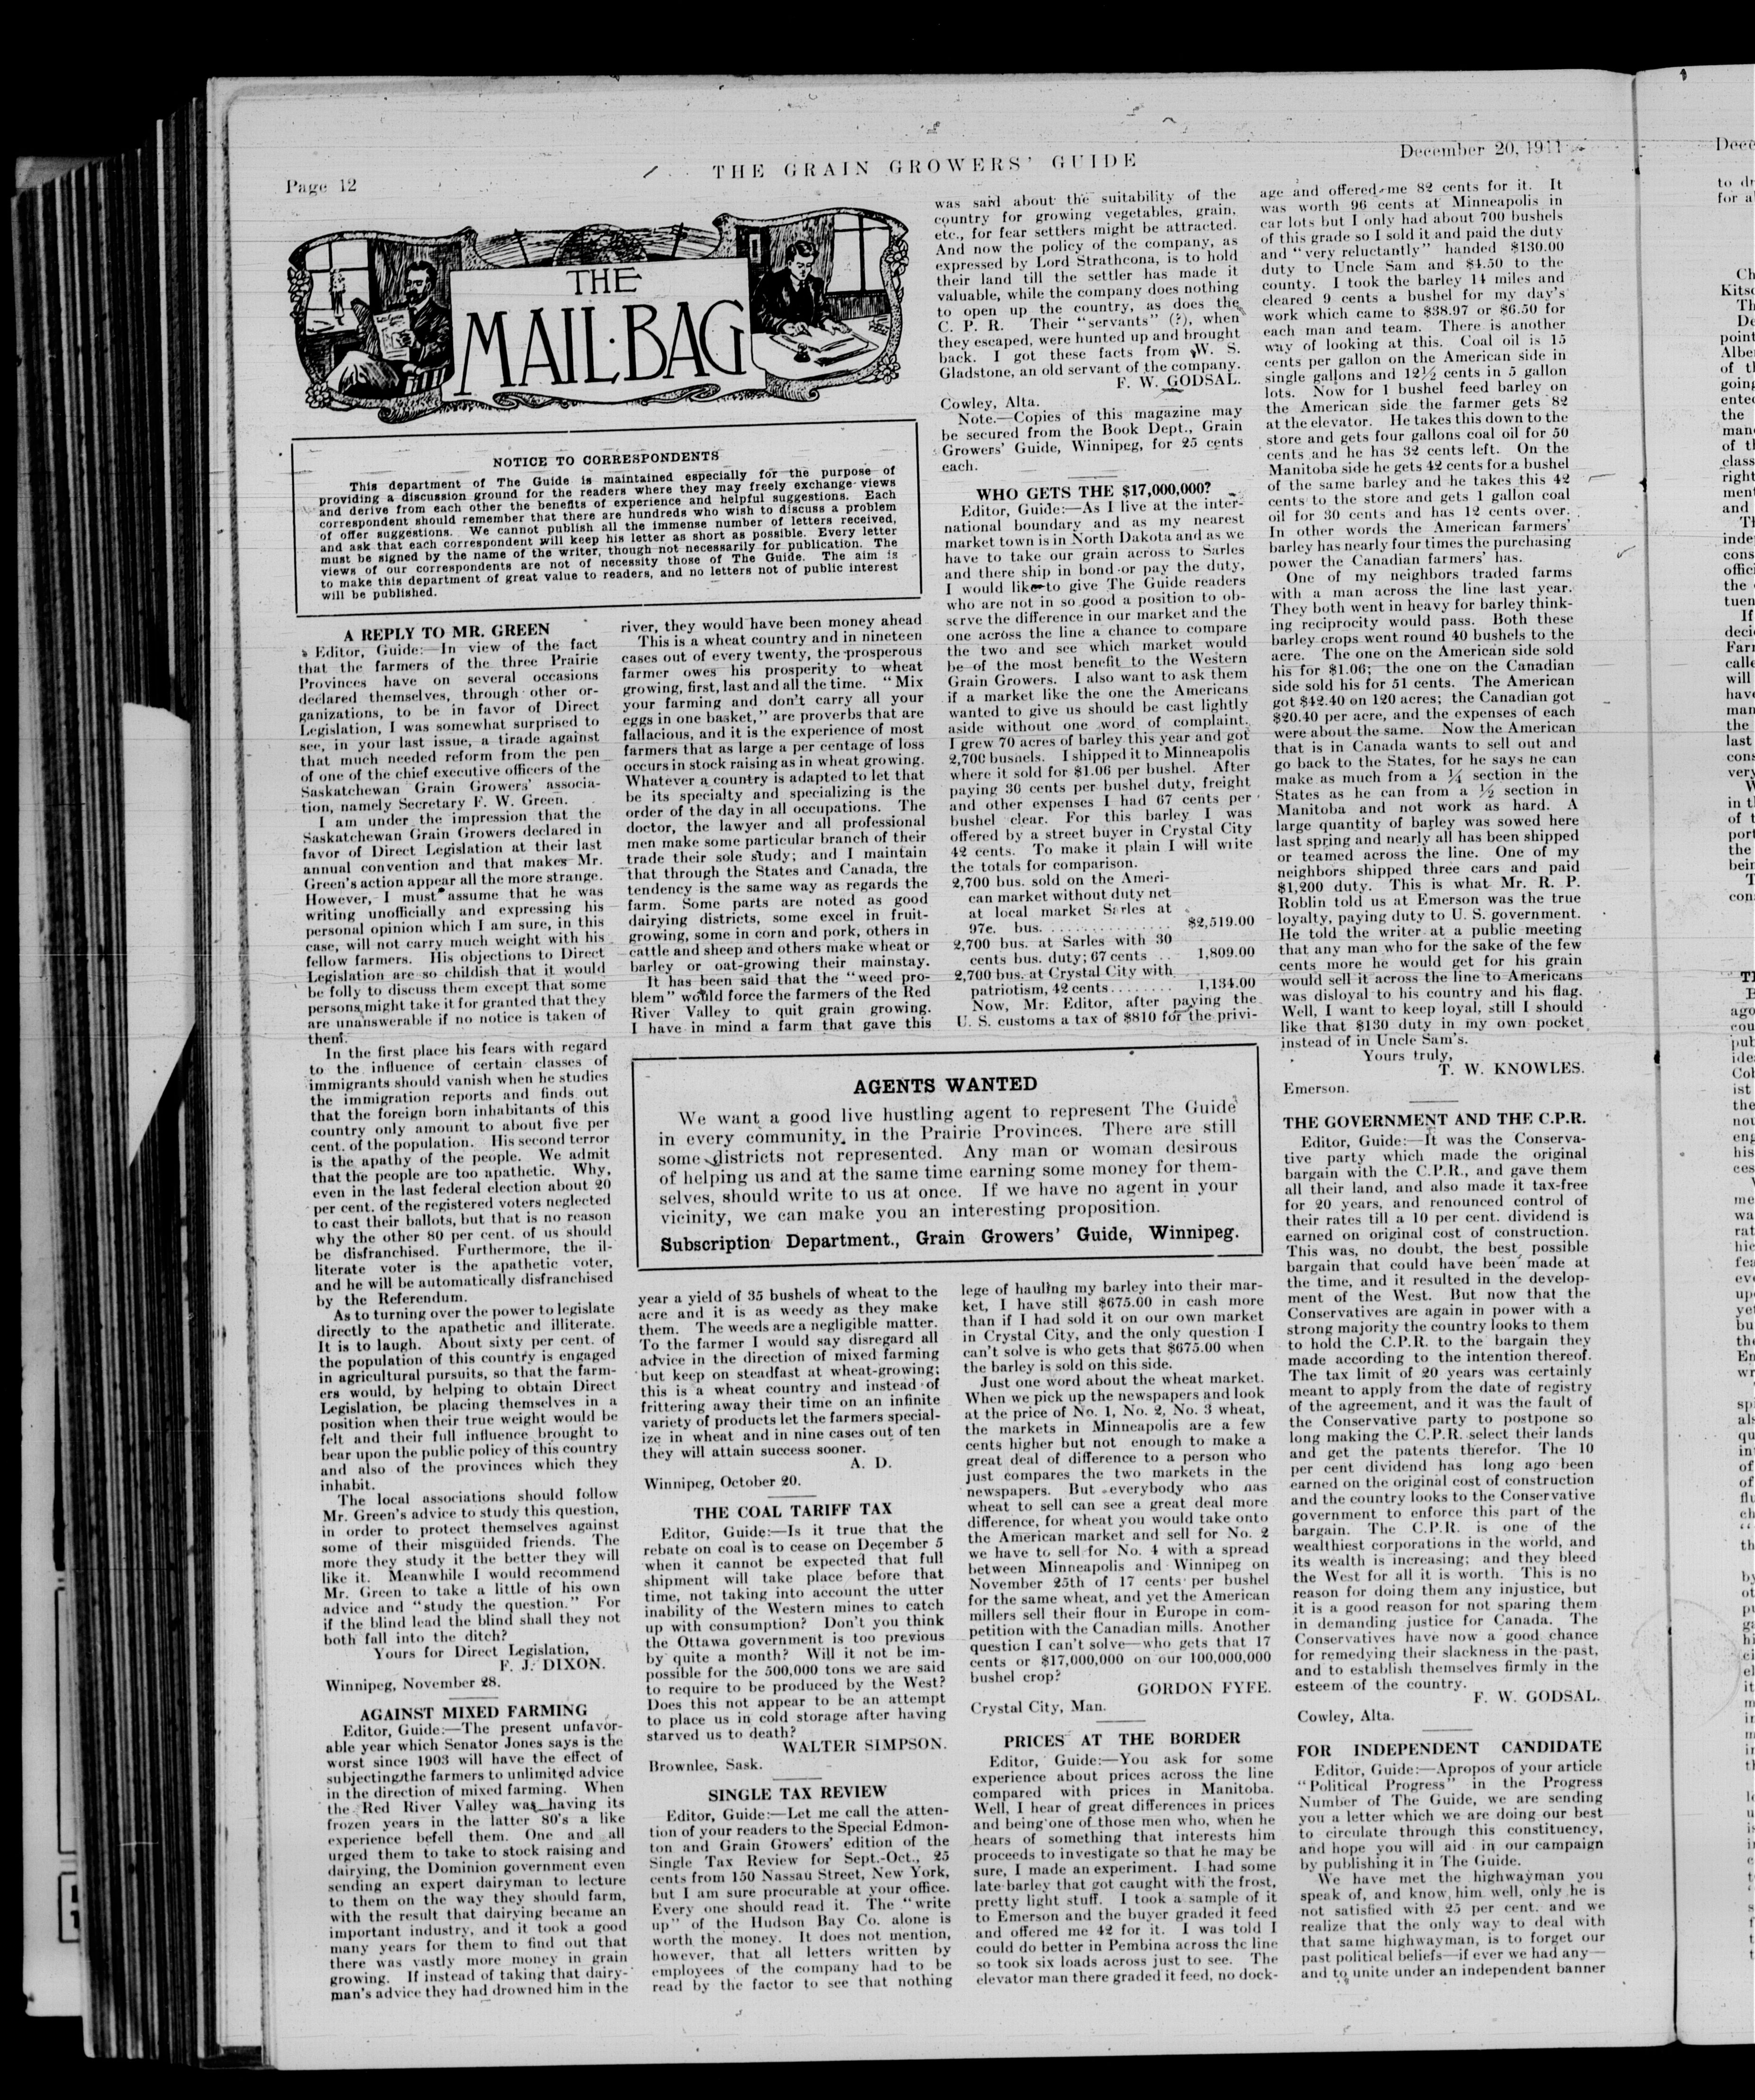 Page 12
THE GRAIN GROWERS' GUIDE
December 20, 1911
THE
MAIL-BAG
NOTICE TO CORRESPONDENTS
This department of The Guide is maintained especially for the purpose of
providing a discussion ground for the readers where they may freely exchange views
and derive from each other the benefits of experience and helpful suggestions. Each
correspondent should remember that there are hundreds who wish to discuss a problem
of offer suggestions. We cannot publish all the immense number of letters received,
and ask that each correspondent will keep his letter as short as possible. Every letter
must be signed by the name of the writer, though not necessarily for publication. The
views of our correspondents are not of necessity those of The Guide. The aim is
to make this department of great value to readers, and no letters not of public interest
will be published.
A REPLY TO MR. GREEN
Editor, Guide:—In view of the fact
that the farmers of the three Prairie
Provinces have on several occasions
declared themselves, through other or-
ganizations, to be in favor of Direct
Legislation, I was somewhat surprised to
see, in your last issue, a tirade against
that much needed reform from the pen
of one of the chief executive officers of the
Saskatchewan Grain Growers' associa-
tion, namely Secretary F. W. Green.
I am under the impression that the
Saskatchewan Grain Growers declared in
favor of Direct Legislation at their last
annual convention and that makes Mr.
Green's action appear all the more strange.
However, I must assume that he was
writing unofficially and expressing his
personal opinion which I am sure, in this
case, will not carry much weight with his
fellow farmers. His objections to Direct
Legislation are so childish that it would
be folly to discuss them except that some
persons might take it for granted that they
are unanswerable if no notice is taken of
them.
In the first place his fears with regard
to the influence of certain classes of
immigrants should vanish when he studies
the immigration reports and finds out
that the foreign born inhabitants of this
country only amount to about five per
cent. of the population. His second terror
is the apathy of the people. We admit
that the people are too apathetic. Why,
even in the last federal election about 20
per cent. of the registered voters neglected
to cast their ballots, but that is no reason
why the other 80 per cent. of us should
be disfranchised. Furthermore, the il-
literate voter is the apathetic voter,
and he will be automatically disfranchised
by the Referendum.
As to turning over the power to legislate
directly to the apathetic and illiterate.
It is to laugh. About sixty per cent. of
the population of this country is engaged
in agricultural pursuits, so that the farm-
ers would, by helping to obtain Direct
Legislation, be placing themselves in a
position when their true weight would be
felt and their full influence brought to
bear upon the public policy of this country
and also of the provinces which they
inhabit.
The local associations should follow
Mr. Green's advice to study this question,
in order to protect themselves against
some of their misguided friends. The
more they study it the better they will
like it. Meanwhile I would recommend
Mr. Green to take a little of his own
advice and "study the question." For
if the blind lead the blind shall they not
both fall into the ditch?
Yours for Direct Legislation,
F. J. DIXON.
Winnipeg, November 28.
AGAINST MIXED FARMING
Editor, Guide:—The present unfavor-
able year which Senator Jones says is the
worst since 1903 will have the effect of
subjecting the farmers to unlimited advice
in the direction of mixed farming. When
the Red River Valley was having its
frozen years in the latter 80's a like
experience befell them. One and all
urged them to take to stock raising and
dairying, the Dominion government even
sending an expert dairyman to lecture
to them on the way they should farm,
with the result that dairying became an
important industry, and it took a good
many years for them to find out that
there was vastly more money in grain
growing. If instead of taking that dairy-
man's advice they had drowned him in the
river, they would have been money ahead
This is a wheat country and in nineteen
cases out of every twenty, the prosperous
farmer owes his prosperity to wheat
growing, first, last and all the time. "Mix
your farming and don't carry all your
eggs in one basket," are proverbs that are
fallacious, and it is the experience of most
farmers that as large a per centage of loss
occurs in stock raising as in wheat growing.
Whatever a country is adapted to let that
be its specialty and specializing is the
order of the day in all occupations. The
doctor, the lawyer and all professional
men make some particular branch of their
trade their sole study; and I maintain
that through the States and Canada, the
tendency is the same way as regards the
farm. Some parts are noted as good
dairying districts, some excel in fruit-
growing, some in corn and pork, others in
cattle and sheep and others make wheat or
barley or oat-growing their mainstay.
It has been said that the "weed pro-
blem" would force the farmers of the Red
River Valley to quit grain growing.
I have in mind a farm that gave this
year a yield of 35 bushels of wheat to the
acre and it is as weedy as they make
them. The weeds are a negligible matter.
To the farmer I would say disregard all
advice in the direction of mixed farming
but keep on steadfast at wheat-growing;
this is a wheat country and instead of
frittering away their time on an infinite
variety of products let the farmers special-
ize in wheat and in nine cases out of ten
they will attain success sooner.
A. D.
Winnipeg, October 20.
THE COAL TARIFF TAX
Editor, Guide:—Is it true that the
rebate on coal is to cease on December 5
when it cannot be expected that full
shipment will take place before that
time, not taking into account the utter
inability of the Western mines to catch
up with consumption? Don't you think
the Ottawa government is too previous
by quite a month? Will it not be im-
possible for the 500,000 tons we are said
to require to be produced by the West?
Does this not appear to be an attempt
to place us in cold storage after having
starved us to death?
WALTER SIMPSON.
Brownlee, Sask.
SINGLE TAX REVIEW
Editor, Guide:—Let me call the atten-
tion of your readers to the Special Edmon-
ton and Grain Growers' edition of the
Single Tax Review for Sept.-Oct., 25
cents from 150 Nassau Street, New York,
but I am sure procurable at your office.
Every one should read it. The "write
up" of the Hudson Bay Co. alone is
worth the money. It does not mention,
however, that all letters written by
employees of the company had to be
read by the factor to see that nothing
was said about the suitability of the
country for growing vegetables, grain,
etc., for fear settlers might be attracted.
And now the policy of the company, as
expressed by Lord Strathcona, is to hold
their land till the settler has made it
valuable, while the company does nothing
to open up the country, as does the
C. P. R. Their "servants" (?), when
they escaped, were hunted up and brought
back. I got these facts from W. S.
Gladstone, an old servant of the company.
F. W. GODSAL.
Cowley, Alta.
Note.—Copies of this magazine may
be secured from the Book Dept., Grain
Growers' Guide, Winnipeg, for 25 cents
each.
WHO GETS THE $17,000,000?
Editor, Guide:—As I live at the inter-
national boundary and as my nearest
market town is in North Dakota and as we
have to take our grain across to Sarles
and there ship in bond or pay the duty,
I would like to give The Guide readers
who are not in so good a position to ob-
serve the difference in our market and the
one across the line a chance to compare
the two and see which market would
be of the most benefit to the Western
Grain Growers. I also want to ask them
if a market like the one the Americans
wanted to give us should be cast lightly
aside without one word of complaint.
I grew 70 acres of barley this year and got
2,700 bushels. I shipped it to Minneapolis
where it sold for $1.06 per bushel. After
paying 30 cents per bushel duty, freight
and other expenses I had 67 cents per
bushel clear. For this barley I was
offered by a street buyer in Crystal City
42 cents. To make it plain I will write
the totals for comparison.
2,700 bus. sold on the Ameri-
can market without duty net
at local market Sarles at
97c. bus. . . . . . . . $2,519.00
2,700 bus. at Sarles with 30
cents bus. duty; 67 cents . . 1,809.00
2,700 bus. at Crystal City with
patriotism, 42 cents . . . . . 1,134.00
Now, Mr. Editor, after paying the
U. S. customs a tax of $810 for the privi-
lege of hauling my barley into their mar-
ket, I have still $675.00 in cash more
than if I had sold it on our own market
in Crystal City, and the only question I
can't solve is who gets that $675.00 when
the barley is sold on this side.
Just one word about the wheat market.
When we pick up the newspapers and look
at the price of No. 1, No. 2, No. 3 wheat,
the markets in Minneapolis are a few
cents higher but not enough to make a
great deal of difference to a person who
just compares the two markets in the
newspapers. But everybody who has
wheat to sell can see a great deal more
difference, for wheat you would take onto
the American market and sell for No. 2
we have to sell for No. 4 with a spread
between Minneapolis and Winnipeg on
November 25th of 17 cents per bushel
for the same wheat, and yet the American
millers sell their flour in Europe in com-
petition with the Canadian mills. Another
question I can't solve—who gets that 17
cents or $17,000,000 on our 100,000,000
bushel crop?
GORDON FYFE.
Crystal City, Man.
PRICES AT THE BORDER
Editor, Guide:—You ask for some
experience about prices across the line
compared with prices in Manitoba.
Well, I hear of great differences in prices
and being one of those men who, when he
hears of something that interests him
proceeds to investigate so that he may be
sure, I made an experiment. I had some
late barley that got caught with the frost,
pretty light stuff. I took a sample of it
to Emerson and the buyer graded it feed
and offered me 42 for it. I was told I
could do better in Pembina across the line
so took six loads across just to see. The
elevator man there graded it feed, no dock-
age and offered me 82 cents for it. It
was worth 96 cents at Minneapolis in
car lots but I only had about 700 bushels
of this grade so I sold it and paid the duty
and "very reluctantly" handed $130.00
duty to Uncle Sam and $4.50 to the
county. I took the barley 14 miles and
cleared 9 cents a bushel for my day's
work which came to $38.97 or $6.50 for
each man and team. There is another
way of looking at this. Coal oil is 15
cents per gallon on the American side in
single gallons and 12½ cents in 5 gallon
lots. Now for 1 bushel feed barley on
the American side the farmer gets 82
at the elevator. He takes this down to the
store and gets four gallons coal oil for 50
cents and he has 32 cents left. On the
Manitoba side he gets 42 cents for a bushel
of the same barley and he takes this 42
cents to the store and gets 1 gallon coal
oil for 30 cents and has 12 cents over.
In other words the American farmers'
barley has nearly four times the purchasing
power the Canadian farmers' has.
One of my neighbors traded farms
with a man across the line last year.
They both went in heavy for barley think-
ing reciprocity would pass. Both these
barley crops went round 40 bushels to the
acre. The one on the American side sold
his for $1.06; the one on the Canadian
side sold his for 51 cents. The American
got $42.40 on 120 acres; the Canadian got
$20.40 per acre, and the expenses of each
were about the same. Now the American
that is in Canada wants to sell out and
go back to the States, for he says he can
make as much from a ¼ section in the
States as he can from a ½ section in
Manitoba and not work as hard. A
large quantity of barley was sowed here
last spring and nearly all has been shipped
or teamed across the line. One of my
neighbors shipped three cars and paid
$1,200 duty. This is what Mr. R. P.
Roblin told us at Emerson was the true
loyalty, paying duty to U. S. government.
He told the writer at a public meeting
that any man who for the sake of the few
cents more he would get for his grain
would sell it across the line to Americans
was disloyal to his country and his flag.
Well, I want to keep loyal, still I should
like that $130 duty in my own pocket
instead of in Uncle Sam's.
Yours truly,
T. W. KNOWLES.
Emerson.
THE GOVERNMENT AND THE C.P.R.
Editor, Guide:—It was the Conserva-
tive party which made the original
bargain with the C.P.R., and gave them
all their land, and also made it tax-free
for 20 years, and renounced control of
their rates till a 10 per cent. dividend is
earned on original cost of construction.
This was, no doubt, the best possible
bargain that could have been made at
the time, and it resulted in the develop-
ment of the West. But now that the
Conservatives are again in power with a
strong majority the country looks to them
to hold the C.P.R. to the bargain they
made according to the intention thereof.
The tax limit of 20 years was certainly
meant to apply from the date of registry
of the agreement, and it was the fault of
the Conservative party to postpone so
long making the C.P.R. select their lands
and get the patents therefor. The 10
per cent dividend has long ago been
earned on the original cost of construction
and the country looks to the Conservative
government to enforce this part of the
bargain. The C.P.R. is one of the
wealthiest corporations in the world, and
its wealth is increasing; and they bleed
the West for all it is worth. This is no
reason for doing them any injustice, but
it is a good reason for not sparing them
in demanding justice for Canada. The
Conservatives have now a good chance
for remedying their slackness in the past,
and to establish themselves firmly in the
esteem of the country.
F. W. GODSAL.
Cowley, Alta.
FOR INDEPENDENT CANDIDATE
Editor, Guide:—Apropos of your article
"Political Progress" in the Progress
Number of The Guide, we are sending
you a letter which we are doing our best
to circulate through this constituency,
and hope you will aid in our campaign
by publishing it in The Guide.
We have met the highwayman you
speak of, and know him well, only he is
not satisfied with 25 per cent. and we
realize that the only way to deal with
that same highwayman, is to forget our
past political beliefs—if ever we had any—
and to unite under an independent banner
AGENTS WANTED
We want a good live hustling agent to represent The Guide
in every community in the Prairie Provinces. There are still
some districts not represented. Any man or woman desirous
of helping us and at the same time earning some money for them-
selves, should write to us at once. If we have no agent in your
vicinity, we can make you an interesting proposition.
Subscription Department., Grain Growers' Guide, Winnipeg.